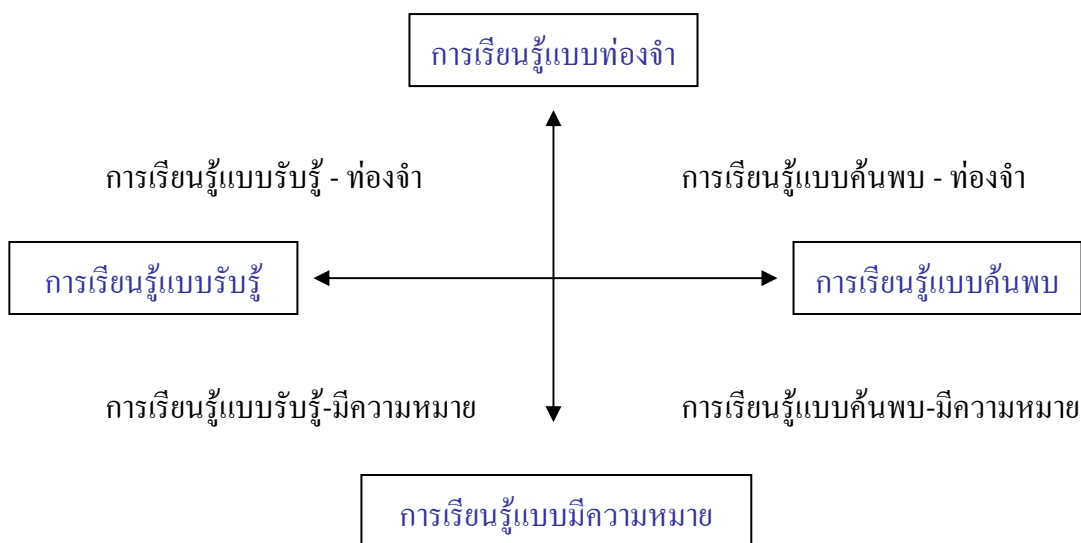 การเรียนรู้แบบท่องจำ
การเรียนรู้แบบรับรู้ - ท่องจำ
การเรียนรู้แบบค้นพบ - ท่องจำ
การเรียนรู้แบบรับรู้
การเรียนรู้แบบค้นพบ
การเรียนรู้แบบรับรู้-มีความหมาย
การเรียนรู้แบบค้นพบ-มีความหมาย
การเรียนรู้แบบมีความหมาย